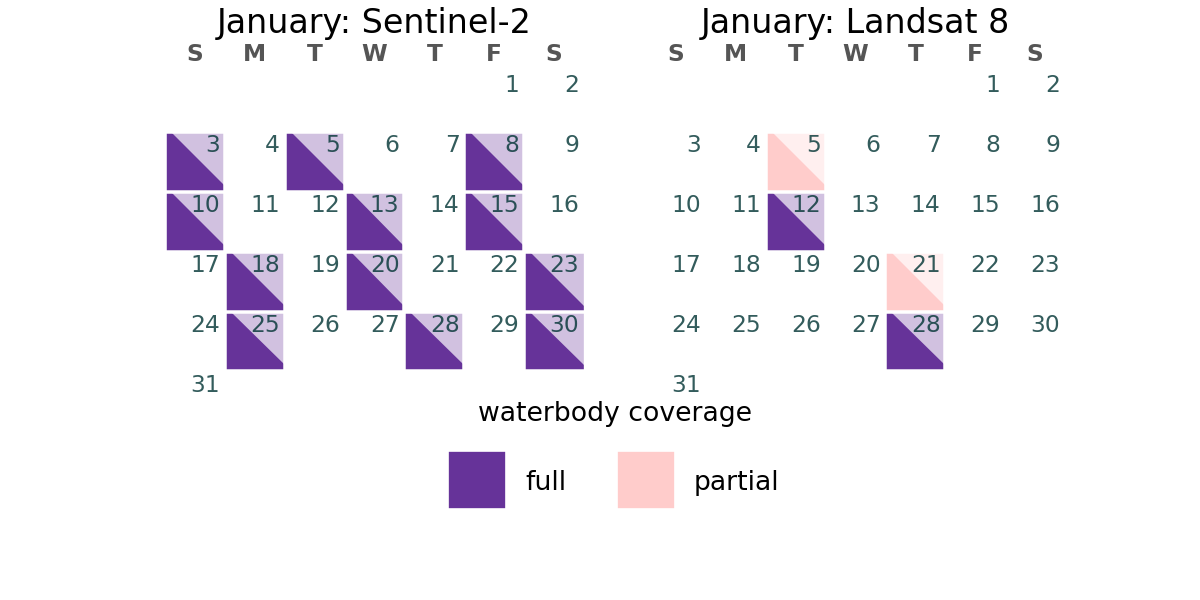 January: Sentinel-2
S M T W T F S
1 2
3 4 5 6 7 8 9
10 11 12 13 14 15 16
17 18 19 20 21 22 23
24 25 26 27 28 29 30
31
January: Landsat 8
S M T W T F S
1 2
3 4 5 6 7 8 9
10 11 12 13 14 15 16
17 18 19 20 21 22 23
24 25 26 27 28 29 30
31
waterbody coverage
full
partial